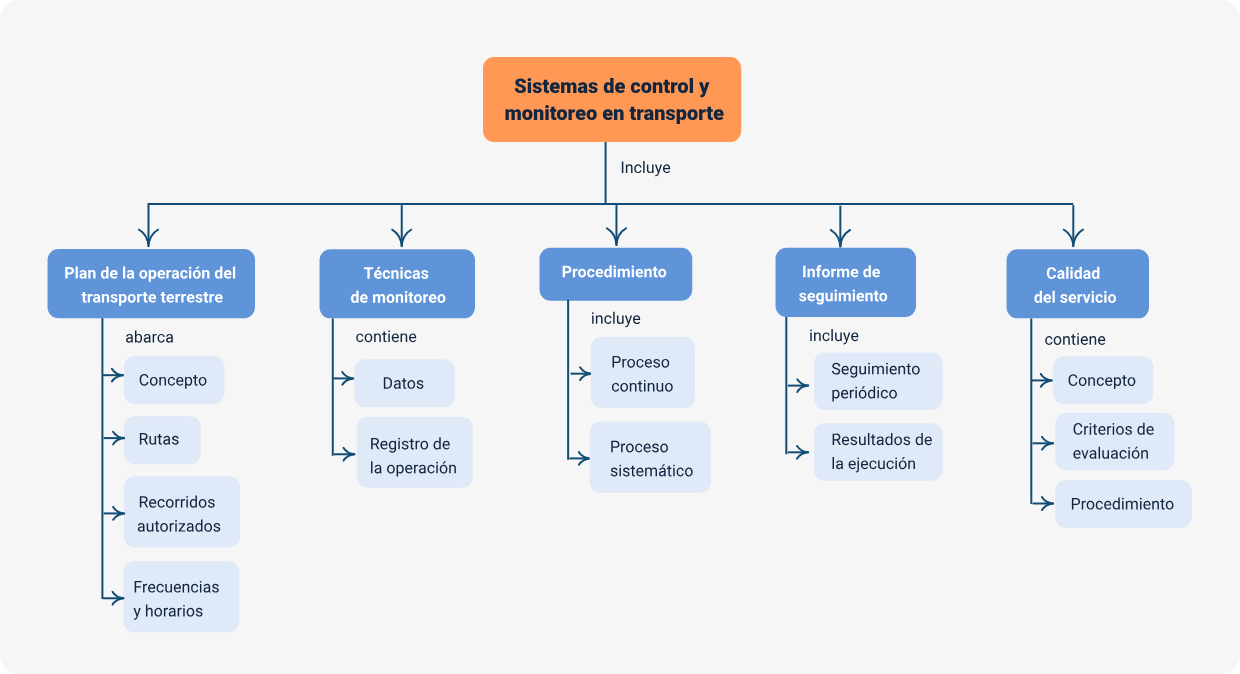 Sistemas de control y
monitoreo en transporte
Incluye
Plan de la operación del
transporte terrestre
abarca
Concepto
Rutas
Recorridos
autorizados
Frecuencias
y horarios
Técnicas
de monitoreo
contiene
Datos
Registro de
la operación
Procedimiento
incluye
Proceso
continuo
Proceso
sistemático
Informe de
seguimiento
incluye
Seguimiento
periódico
Resultados de
la ejecución
Calidad
del servicio
contiene
Concepto
Criterios de
evaluación
Procedimiento